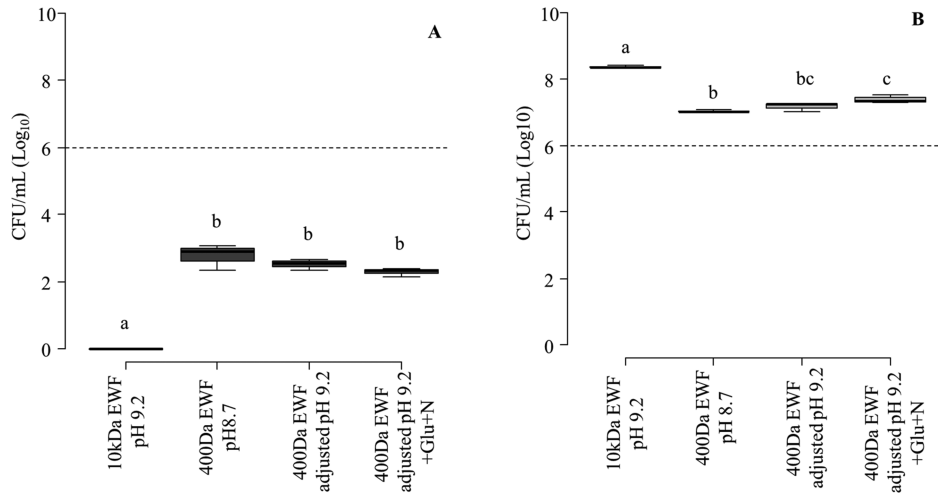 A
CFU/mL (Log10)
10
8
6
4
2
0
a
b
b
b
10kDa EWF
pH 9.2
400Da EWF
pH8.7
400Da EWF
adjusted pH 9.2
400Da EWF
adjusted pH 9.2
+Glu+N
B
CFU/mL (Log10)
10
8
6
4
2
0
a
b
bc
c
10kDa EWF
pH 9.2
400Da EWF
pH 8.7
400Da EWF
adjusted pH 9.2
400Da EWF
adjusted pH 9.2
+Glu+N